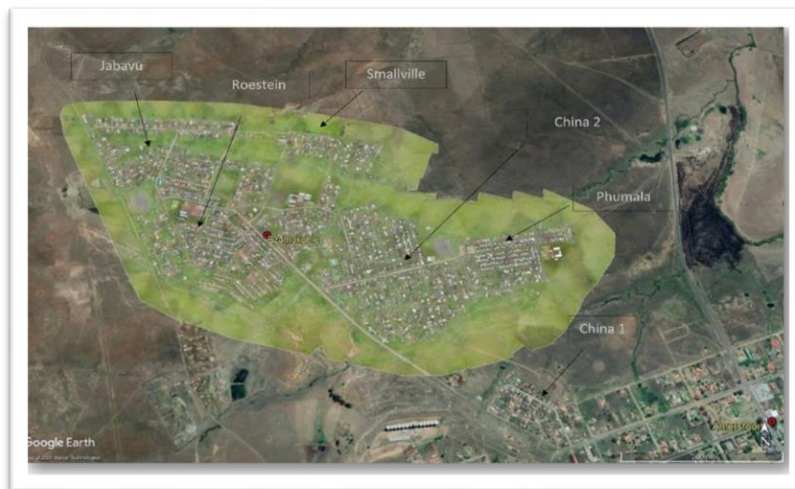 Jabavu
Roestein
Smallville
China 2
Phumala
China 1
Google Earth